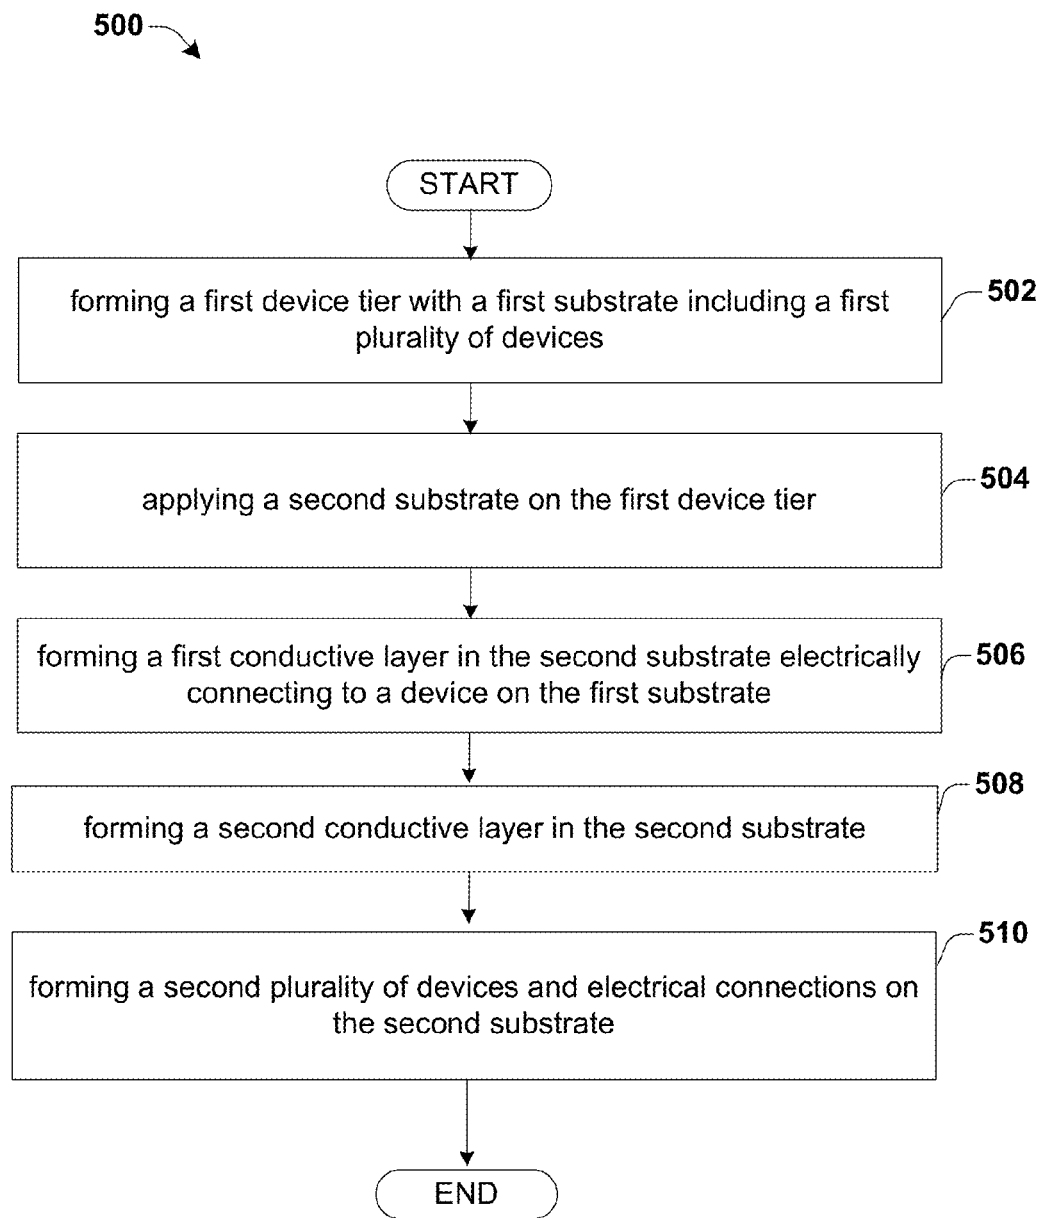 500
START
forming a first device tier with a first substrate including a first
plurality of devices
502
applying a second substrate on the first device tier
504
forming a first conductive layer in the second substrate electrically
connecting to a device on the first substrate
506
forming a second conductive layer in the second substrate
508
forming a second plurality of devices and electrical connections on
the second substrate
510
END